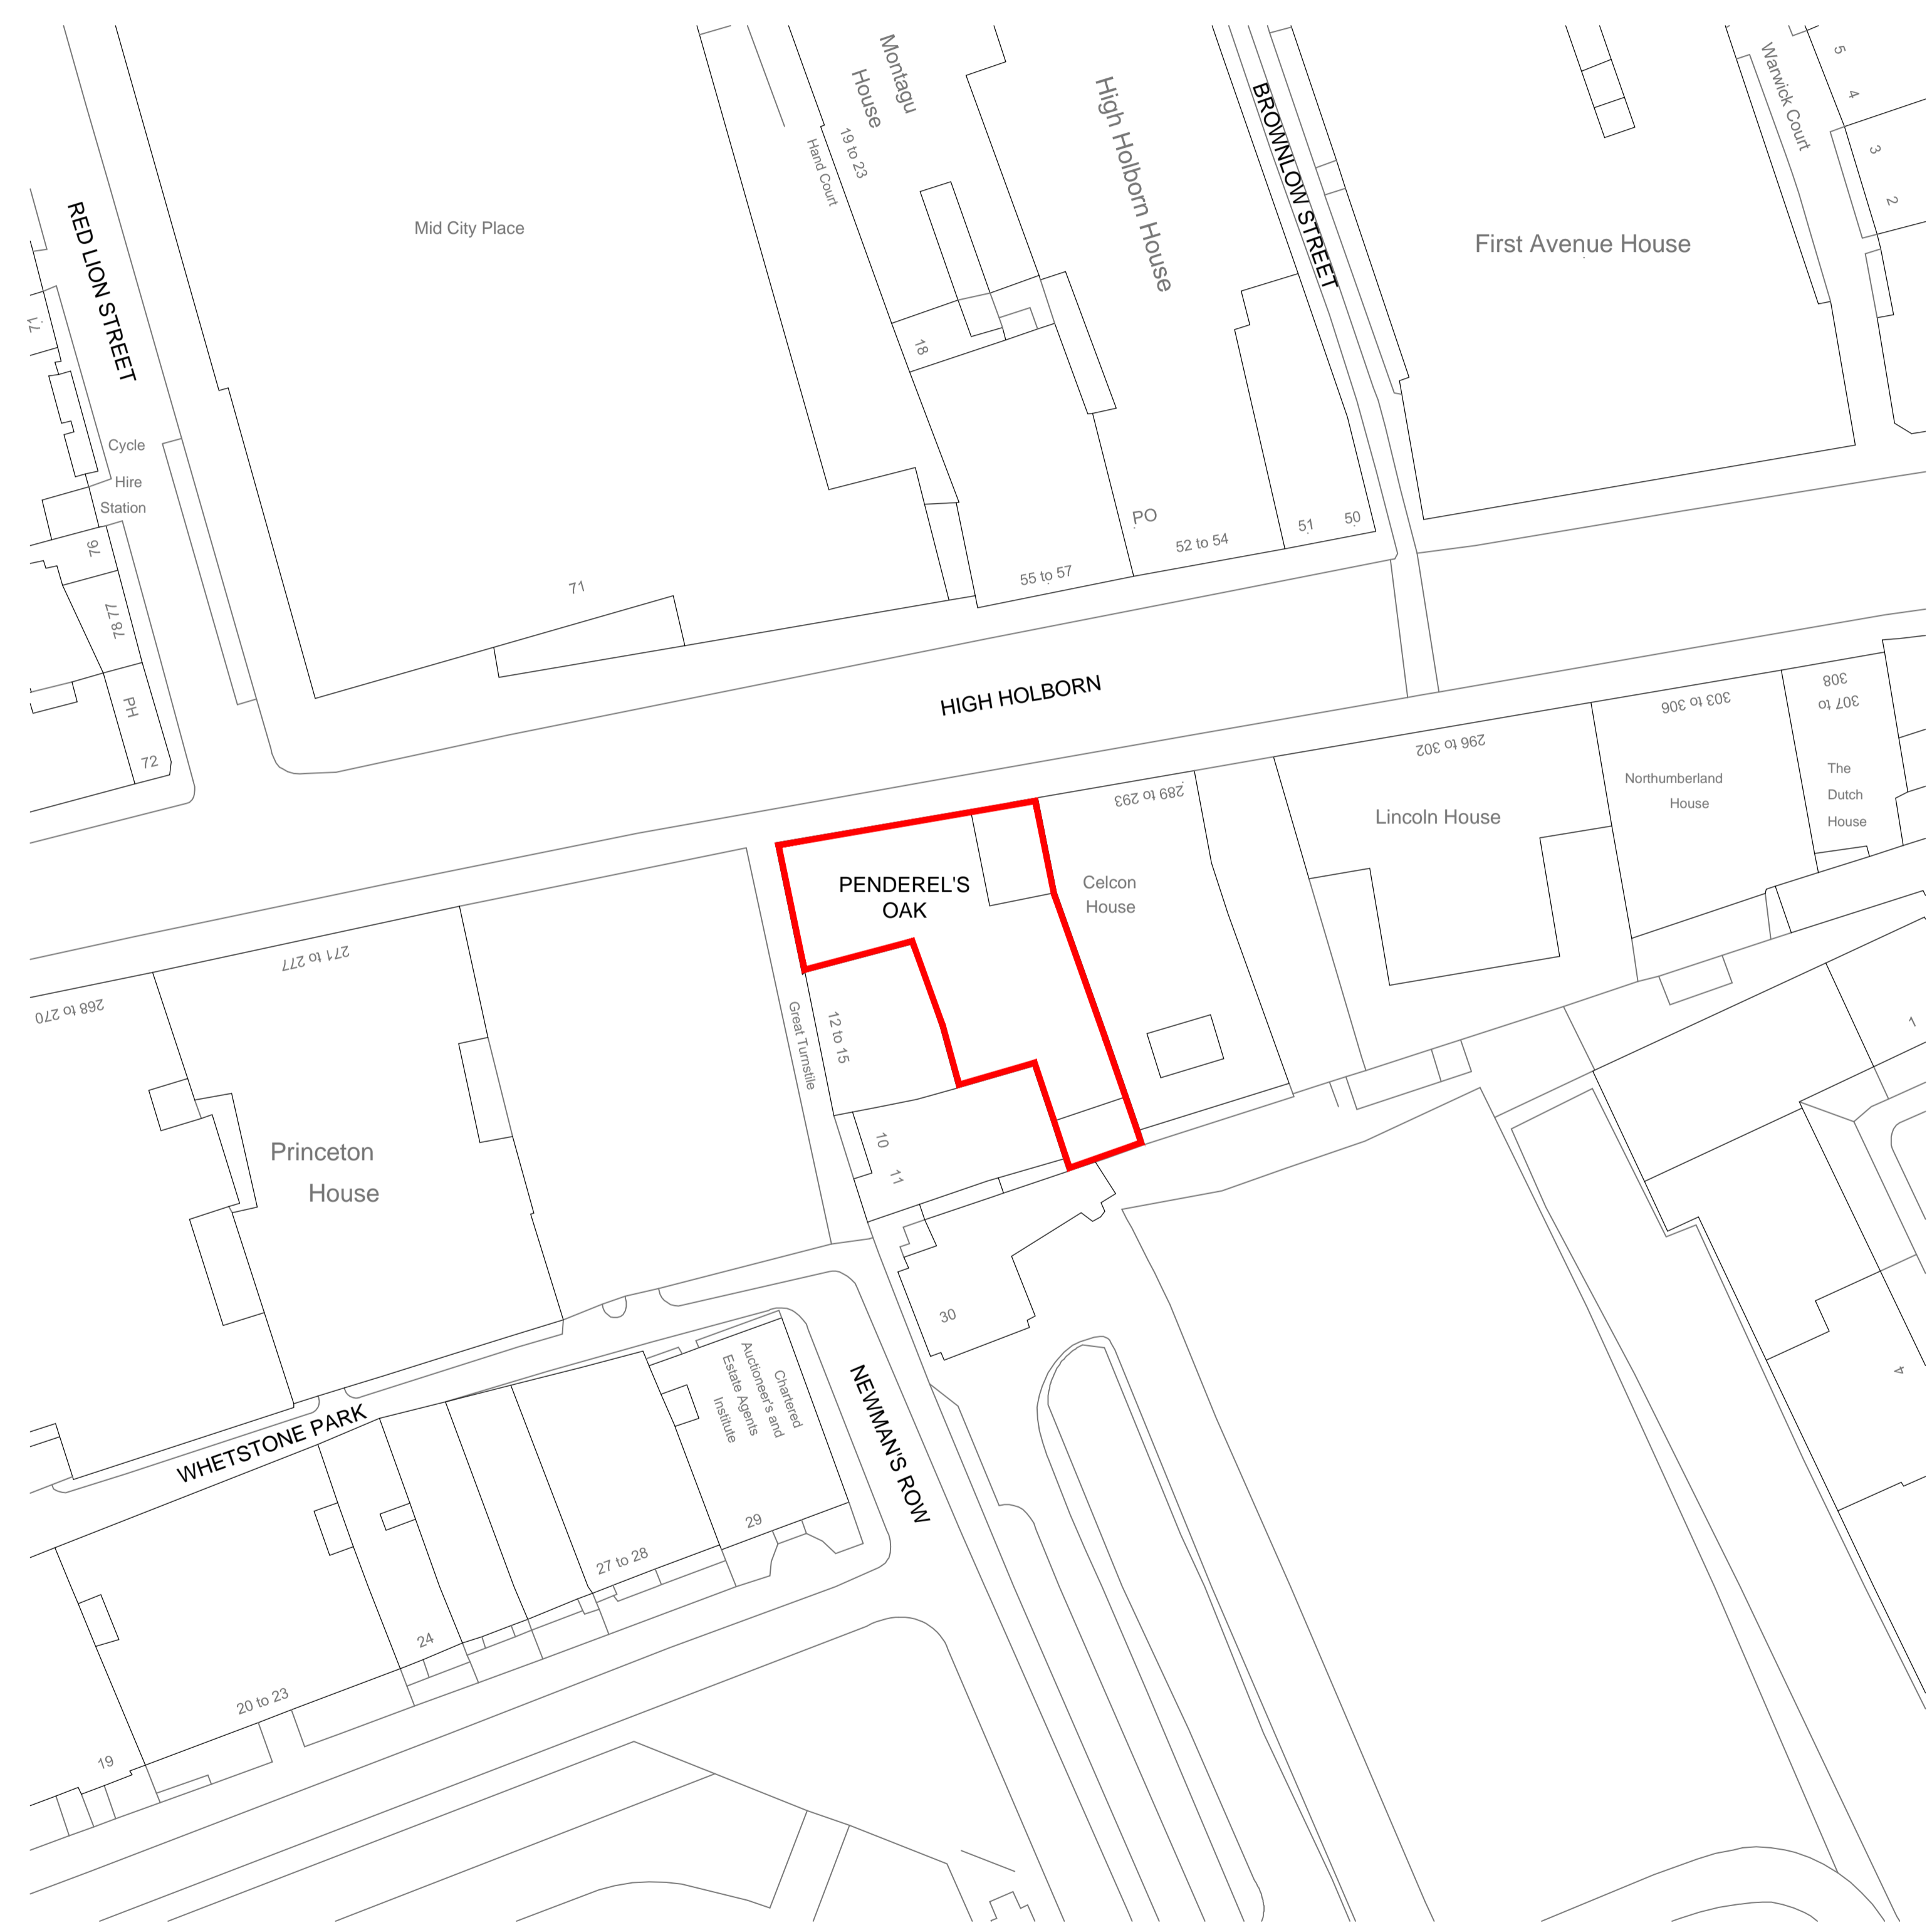 Montagu
House
19 to 23
Hand Court
High Holborn House
BROWNLOW STREET
Warwick Court
5
4
3
2
RED LION STREET
Mid City Place
First Avenue House
71
18
Cycle
Hire
Station
76
78 77
PH
72
71
PO
55 to 57
52 to 54
51
50
HIGH HOLBORN
296 to 302
303 to 306
308
307 to
289 to 293
Lincoln House
Northumberland
House
The
Dutch
House
PENDEREL'S
OAK
Celcon
House
271 to 277
268 to 270
Great Turnstile
12 to 15
1
Princeton
House
10
11
30
4
Chartered
Auctioneer's and
Estate Agents
Institute
NEWMAN'S ROW
WHETSTONE PARK
29
27 to 28
24
20 to 23
19